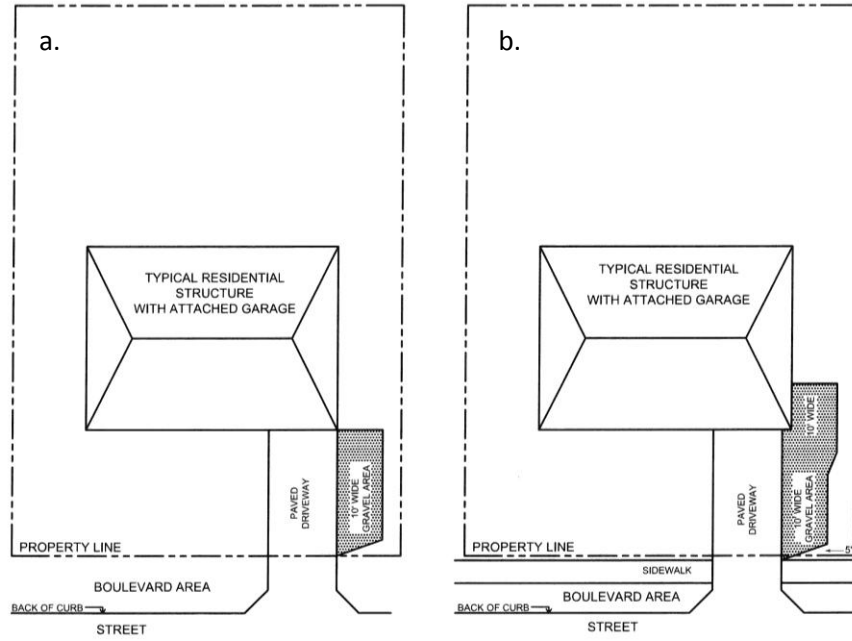 a.
TYPICAL RESIDENTIAL
STRUCTURE
WITH ATTACHED GARAGE
PAVED
DRIVEWAY
10' WIDE
GRAVEL AREA
PROPERTY LINE
BOULEVARD AREA
BACK OF CURB
STREET
b.
TYPICAL RESIDENTIAL
STRUCTURE
WITH ATTACHED GARAGE
10' WIDE
PAVED
DRIVEWAY
10' WIDE
GRAVEL AREA
5'
PROPERTY LINE
SIDEWALK
BOULEVARD AREA
BACK OF CURB
STREET